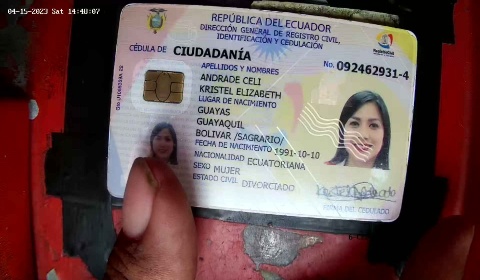 04-15-2023 Sat 14:48:07
REPÚBLICA DEL ECUADOR
DIRECCIÓN GENERAL DE REGISTRO CIVIL,
IDENTIFICACIÓN Y CEDULACIÓN
CÉDULA DE CIUDADANÍA
No. 092462931-4
APELLIDOS Y NOMBRES
ANDRADE CELI
KRISTEL ELIZABETH
LUGAR DE NACIMIENTO
GUAYAS
GUAYAQUIL
BOLIVAR /SAGRARIO/
FECHA DE NACIMIENTO 1991-10-10
NACIONALIDAD ECUATORIANA
SEXO MUJER
ESTADO CIVIL DIVORCIADO
FIRMA DEL CEDULADO